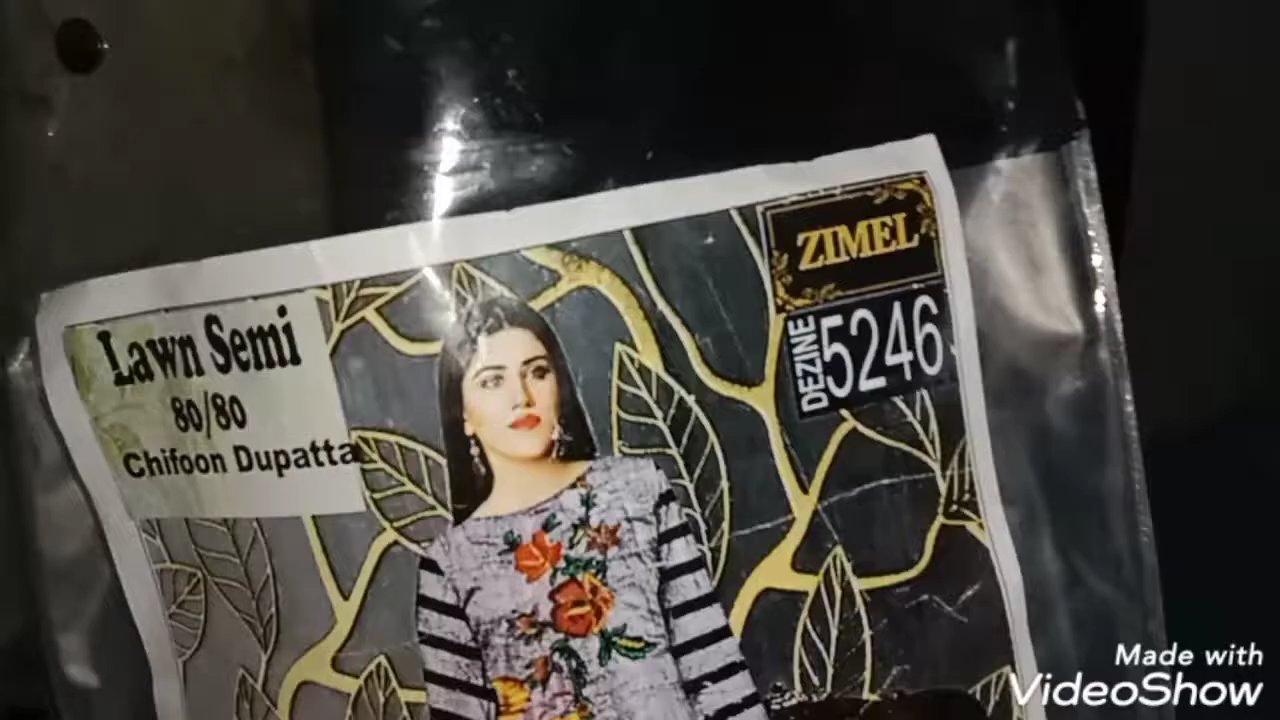 Lawn Semi
80/80
Chifoon Dupatta
ZIMEL
DEZINE 5246
Made with
VideoShow